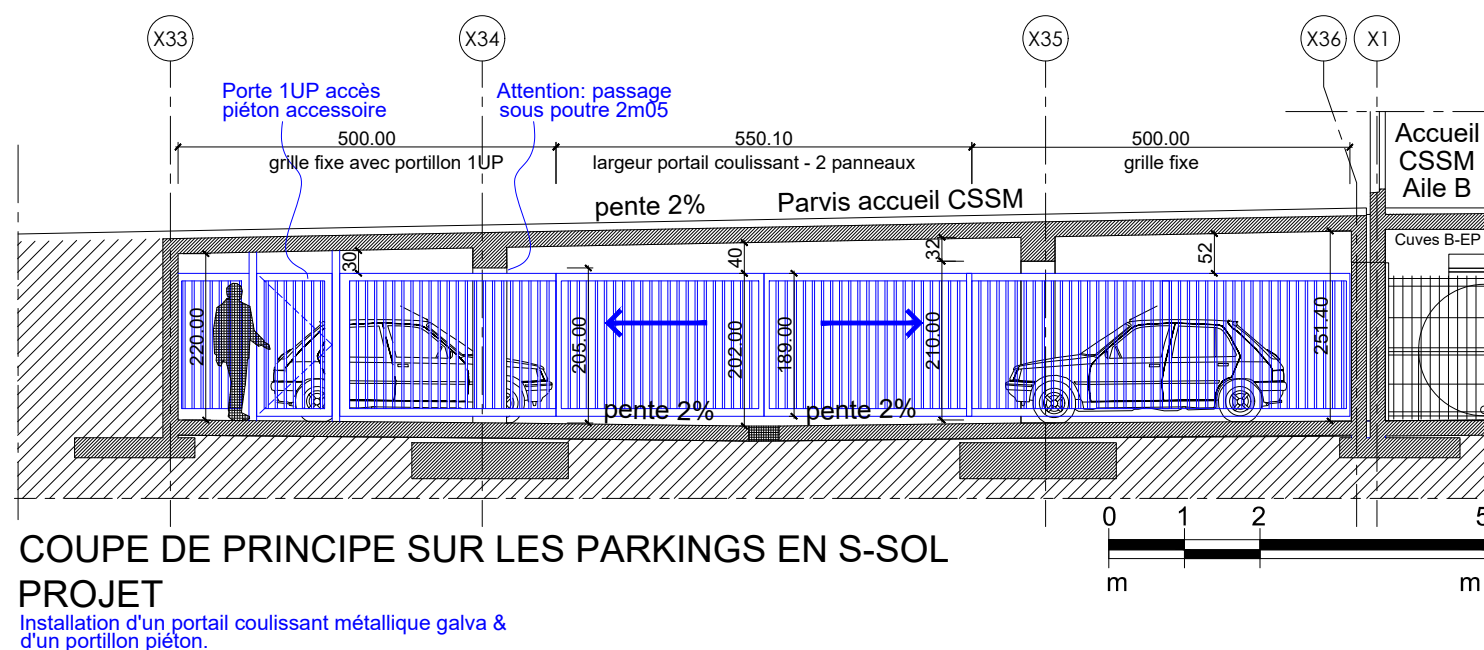 X33
X34
X35
X36
X1
Porte 1UP accès
piéton accessoire
Attention: passage
sous poutre 2m05
500.00
550.10
500.00
grille fixe avec portillon 1UP
largeur portail coulissant - 2 panneaux
grille fixe
Accueil
CSSM
Aile B
pente 2%
Parvis accueil CSSM
Cuves B-EP
30
40
32
52
220.00
205.00
202.00
189.00
210.00
251.40
pente 2%
pente 2%
0
1
2
5
m
m
COUPE DE PRINCIPE SUR LES PARKINGS EN S-SOL
PROJET
Installation d'un portail coulissant métallique galva &
d'un portillon piéton.